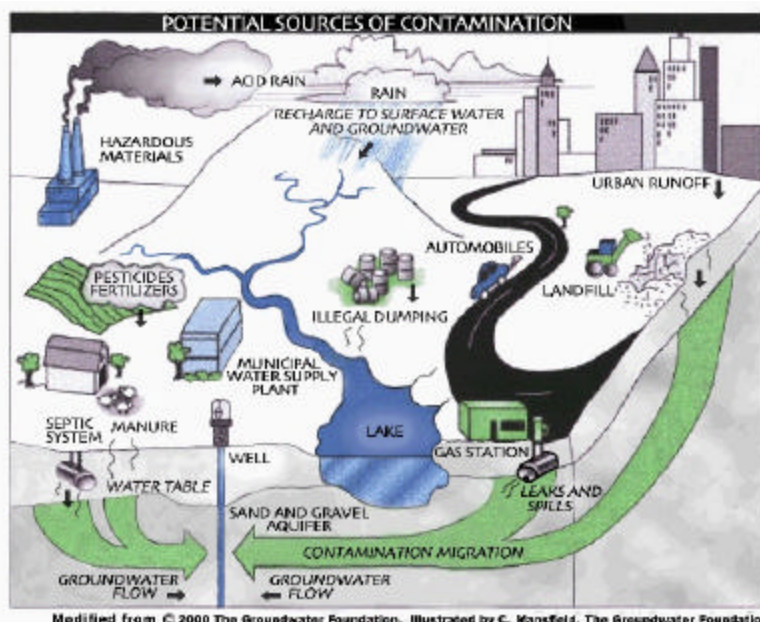 POTENTIAL SOURCES OF CONTAMINATION
ACID RAIN
RAIN
RECHARGE TO SURFACE WATER
AND GROUNDWATER
HAZARDOUS
MATERIALS
URBAN RUNOFF
AUTOMOBILES
PESTICIDES
FERTILIZERS
LANDFILL
ILLEGAL DUMPING
MUNICIPAL
WATER SUPPLY
PLANT
SEPTIC
SYSTEM
MANURE
LAKE
GAS STATION
WELL
WATER TABLE
LEAKS AND
SPILLS
SAND AND GRAVEL
AQUIFER
CONTAMINATION MIGRATION
GROUNDWATER
FLOW
GROUNDWATER
FLOW
Modified from © 2000 The Groundwater Foundation. Illustrated by C. Mansfield, The Groundwater Foundatio